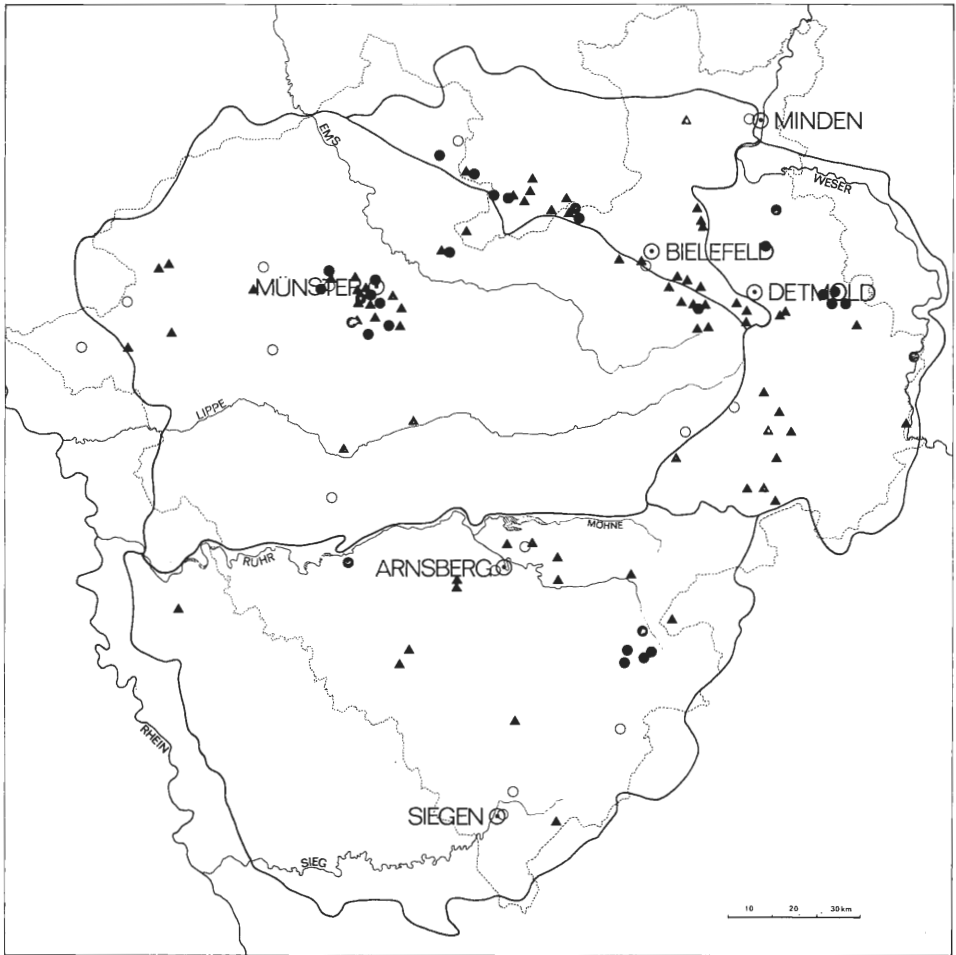 EMS
MINDEN
WESER
BIELEFELD
MÜNSTER
DETMOLD
LIPPE
MÖHNE
RUHR
ARNSBERG
RHEIN
SIEGEN
SIEG
10 20 30 km